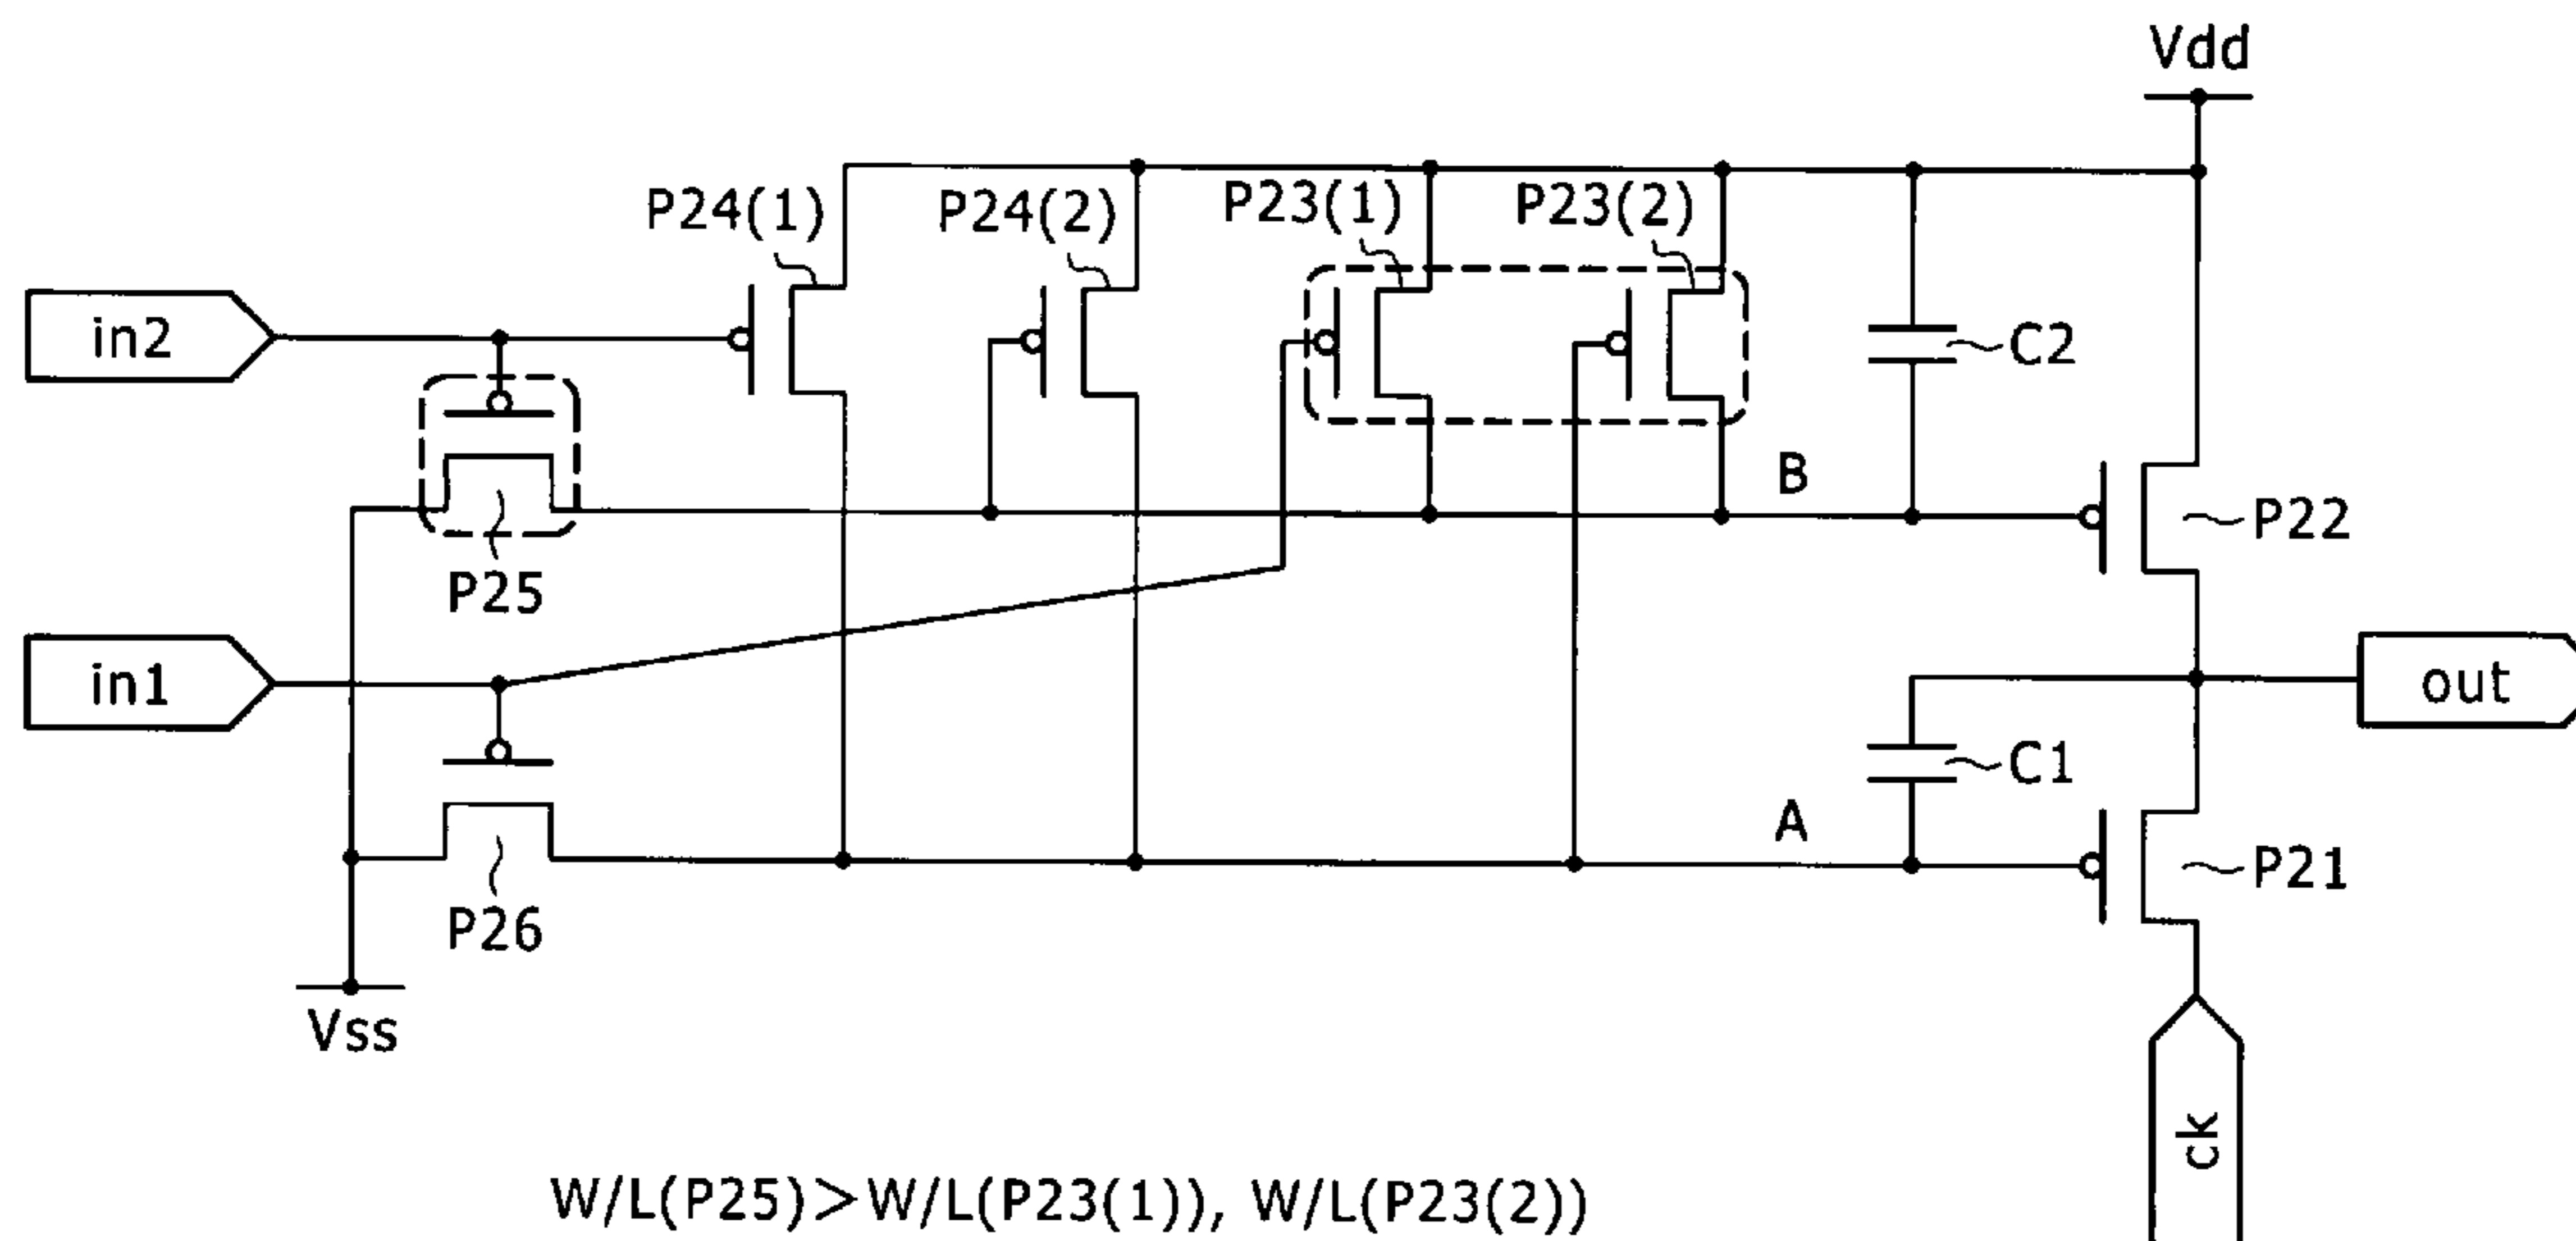 Vdd
P24(1)
P24(2)
P23(1)
P23(2)
in2
C2
B
P22
P25
in1
out
C1
A
P21
P26
Vss
ck
W/L(P25)>W/L(P23(1)), W/L(P23(2))